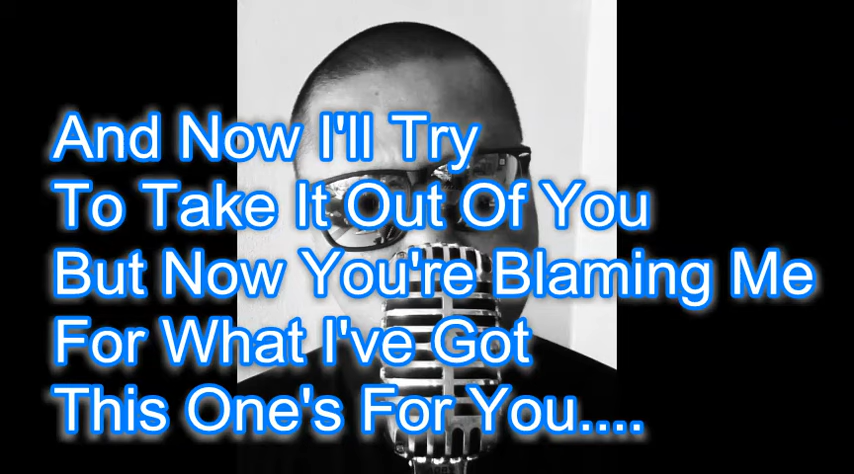 And Now I'll Try
To Take It Out Of You
But Now You're Blaming Me
For What I've Got
This One's For You....